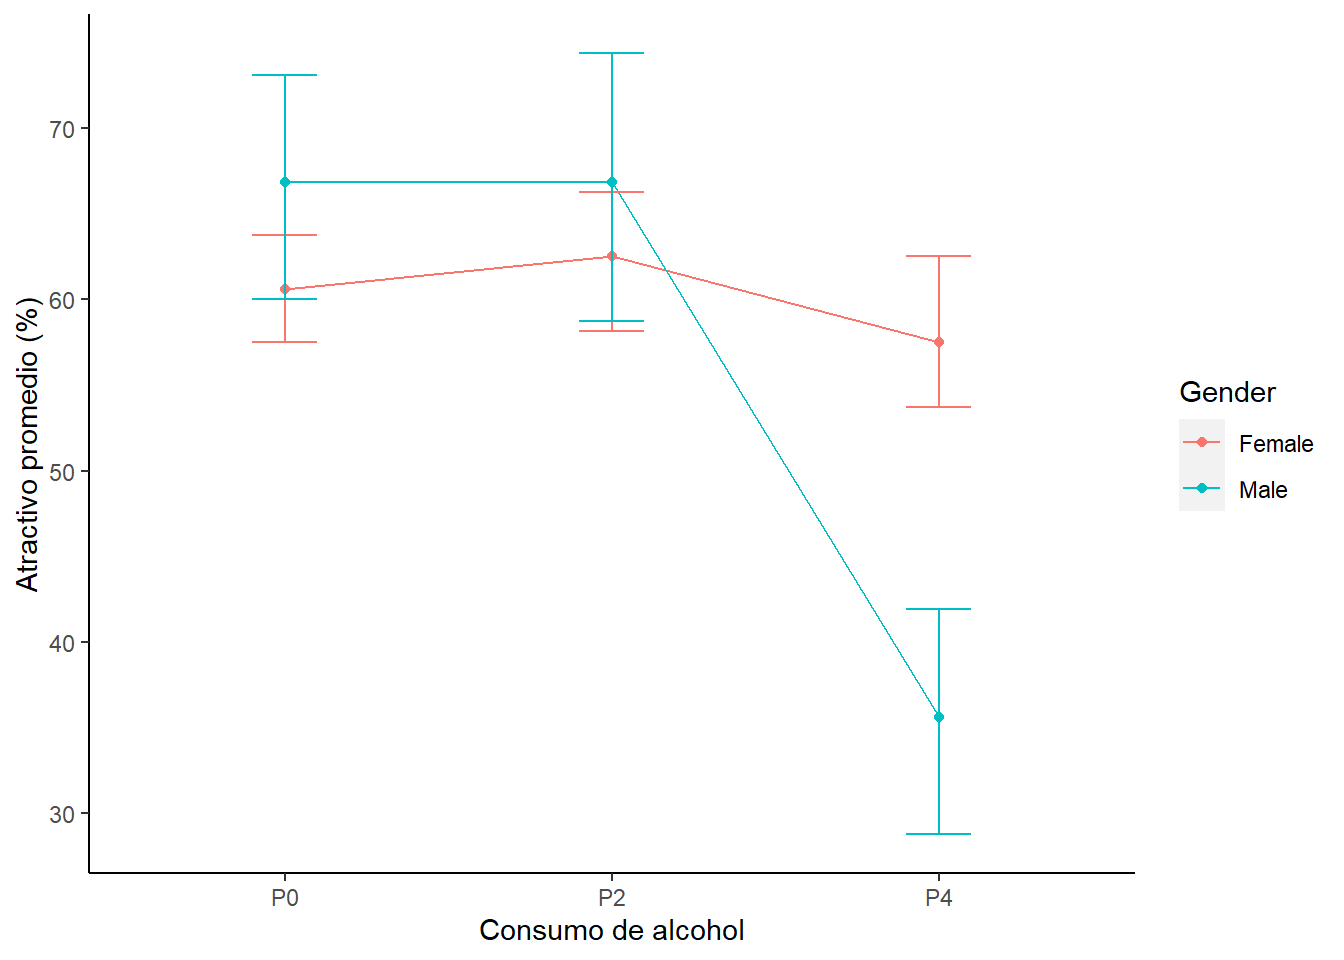 Atractivo promedio (%)
70
60
50
40
30
P0 P2 P4
Consumo de alcohol
Gender
Female
Male